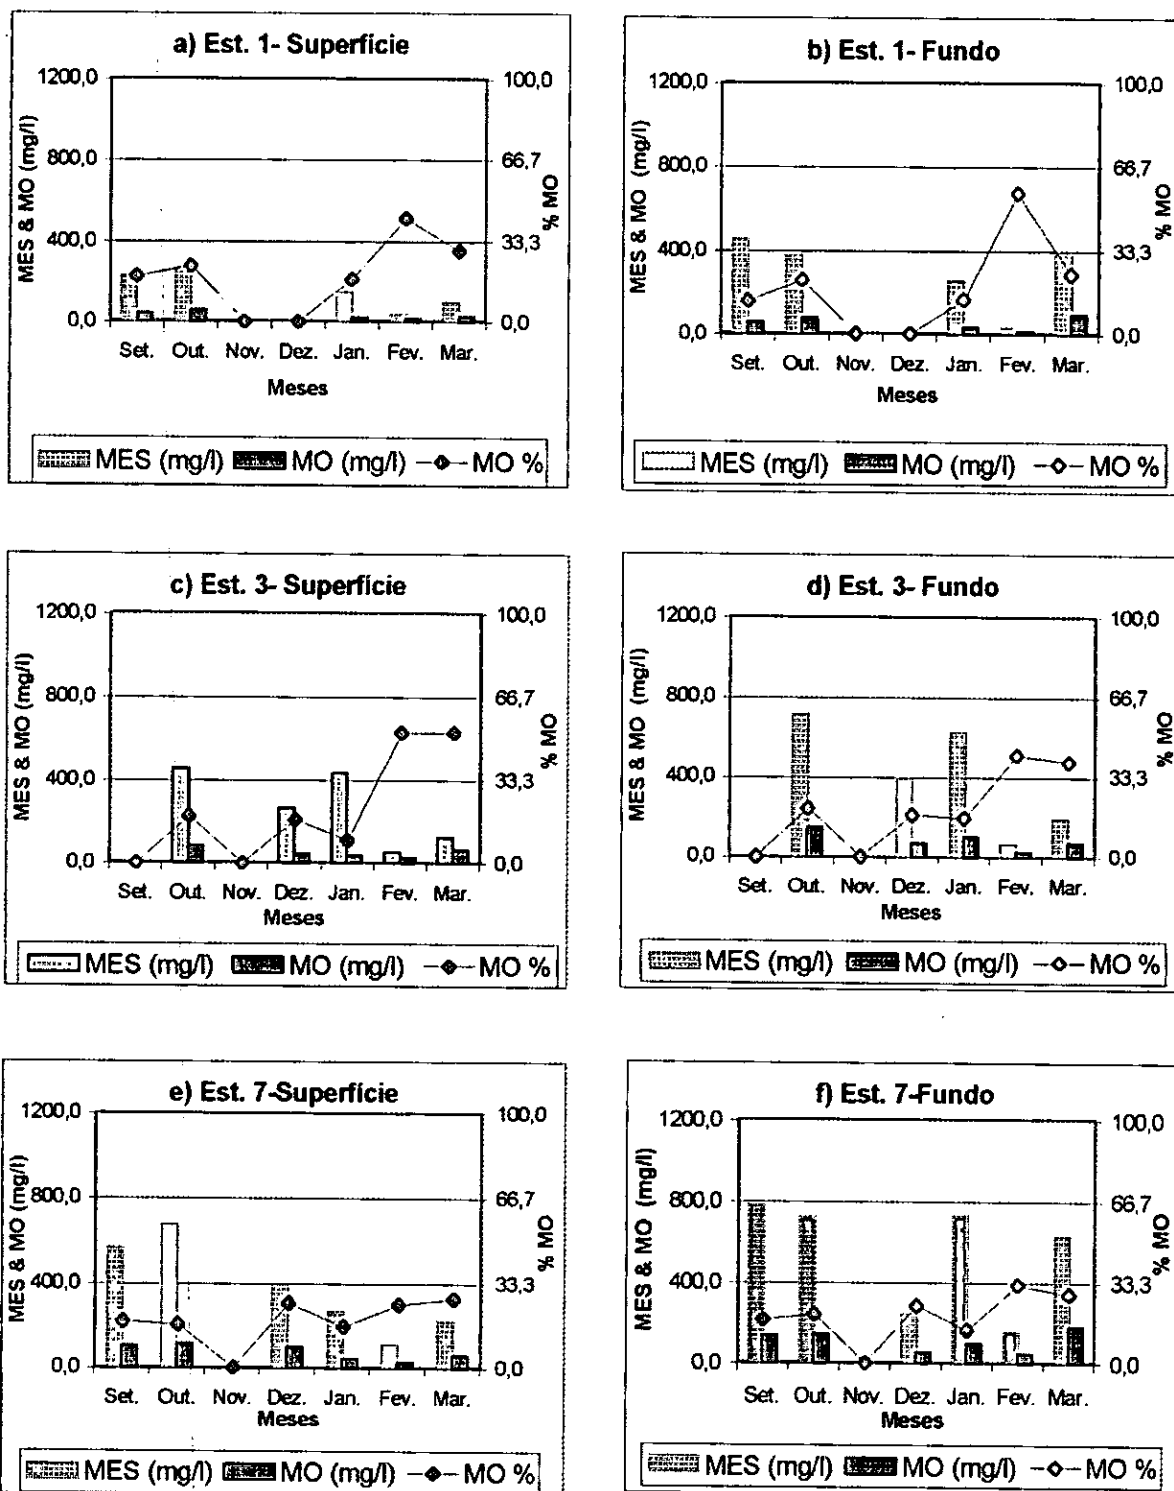 a) Est. 1- Superfície
1200,0
800,0
400,0
0,0
MES & MO (mg/l)
100,0
66,7
33,3
0,0
% MO
Set. Out. Nov. Dez. Jan. Fev. Mar.
Meses
MES (mg/l) MO (mg/l) MO %
b) Est. 1- Fundo
1200,0
800,0
400,0
0,0
MES & MO (mg/l)
100,0
66,7
33,3
0,0
% MO
Set. Out. Nov. Dez. Jan. Fev. Mar.
Meses
MES (mg/l) MO (mg/l) MO %
c) Est. 3- Superfície
1200,0
800,0
400,0
0,0
MES & MO (mg/l)
100,0
66,7
33,3
0,0
% MO
Set. Out. Nov. Dez. Jan. Fev. Mar.
Meses
MES (mg/l) MO (mg/l) MO %
d) Est. 3- Fundo
1200,0
800,0
400,0
0,0
MES & MO (mg/l)
100,0
66,7
33,3
0,0
% MO
Set. Out. Nov. Dez. Jan. Fev. Mar.
Meses
MES (mg/l) MO (mg/l) MO %
e) Est. 7-Superfície
1200,0
800,0
400,0
0,0
MES & MO (mg/l)
100,0
66,7
33,3
0,0
% MO
Set. Out. Nov. Dez. Jan. Fev. Mar.
Meses
MES (mg/l) MO (mg/l) MO %
f) Est. 7-Fundo
1200,0
800,0
400,0
0,0
MES & MO (mg/l)
100,0
66,7
33,3
0,0
% MO
Set. Out. Nov. Dez. Jan. Fev. Mar.
Meses
MES (mg/l) MO (mg/l) MO %